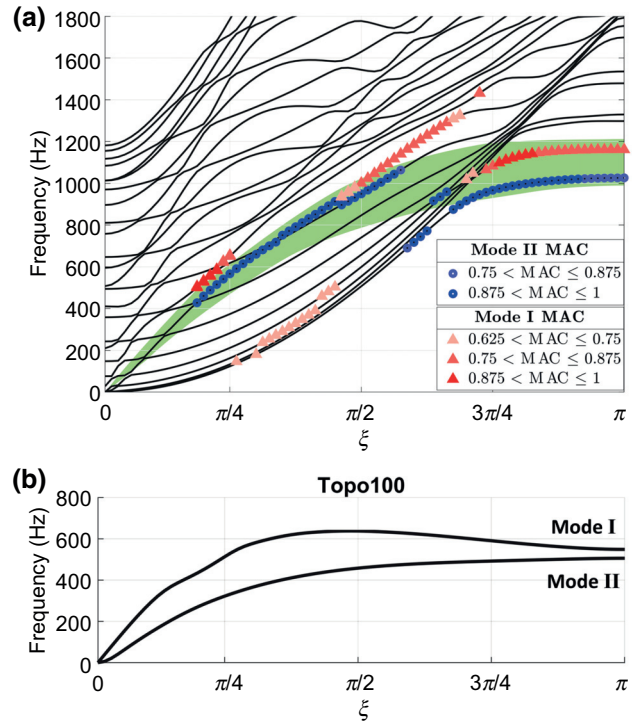 (a)
1800
1600
1400
1200
1000
800
600
400
200
0
Frequency (Hz)
Mode II MAC
0.75 < MAC ≤ 0.875
0.875 < MAC ≤ 1
Mode I MAC
0.625 < MAC ≤ 0.75
0.75 < MAC ≤ 0.875
0.875 < MAC ≤ 1
0 π/4 π/2 3π/4 π
ξ
(b)
Topo100
800
600
400
200
0
Frequency (Hz)
Mode I
Mode II
0 π/4 π/2 3π/4 π
ξ